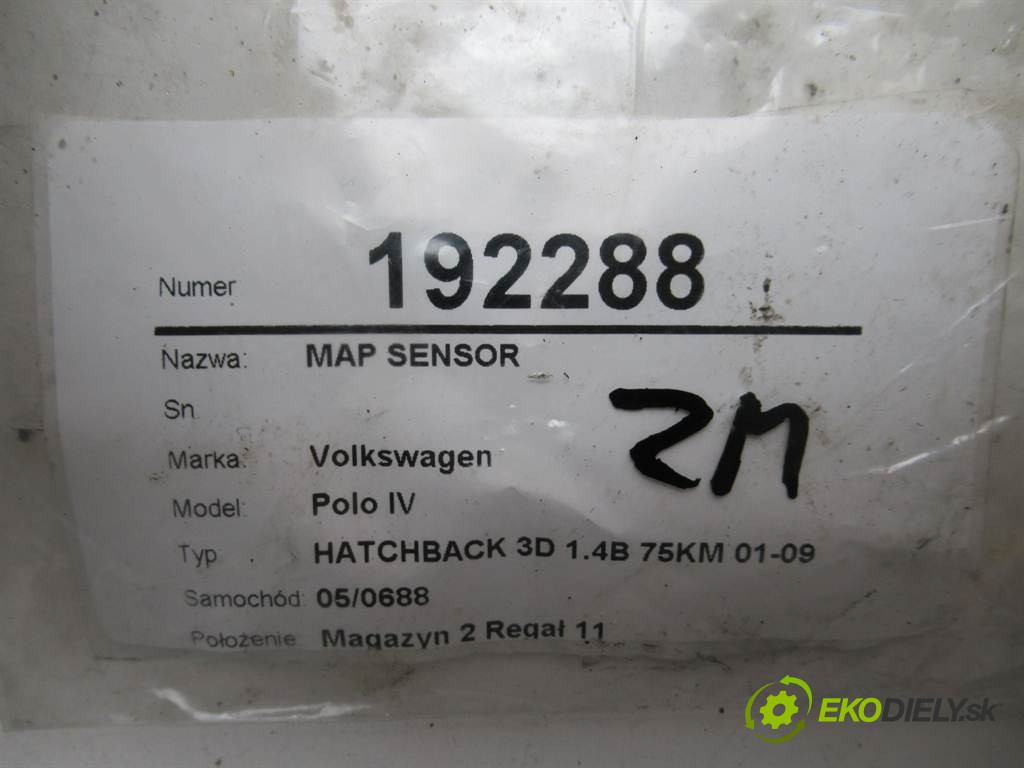 Numer 192288
Nazwa: MAP SENSOR
Sn
Marka: Volkswagen
Model: Polo IV
Typ HATCHBACK 3D 1.4B 75KM 01-09
Samochód: 05/0688
Położenie Magazyn 2 Regał 11
ZM
EKODIELY.sk